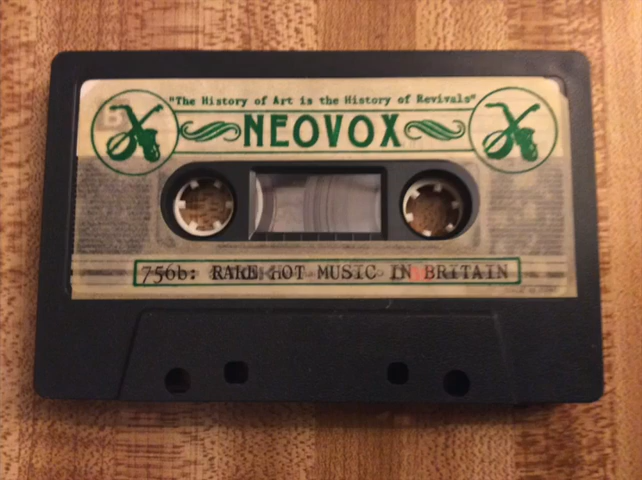 "The History of Art is the History of Revivals"
B
NEOVOX
756b: RARE HOT MUSIC IN BRITAIN